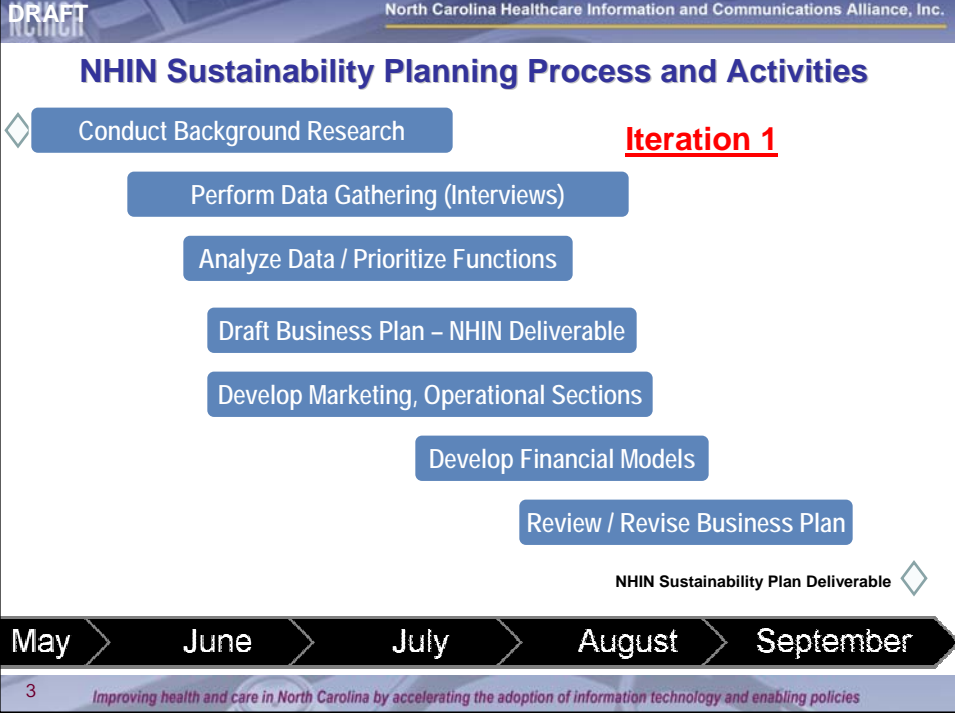 DRAFT
NCHICA
North Carolina Healthcare Information and Communications Alliance, Inc.
NHIN Sustainability Planning Process and Activities
Conduct Background Research
Iteration 1
Perform Data Gathering (Interviews)
Analyze Data / Prioritize Functions
Draft Business Plan – NHIN Deliverable
Develop Marketing, Operational Sections
Develop Financial Models
Review / Revise Business Plan
NHIN Sustainability Plan Deliverable
May June July August September
3
Improving health and care in North Carolina by accelerating the adoption of information technology and enabling policies